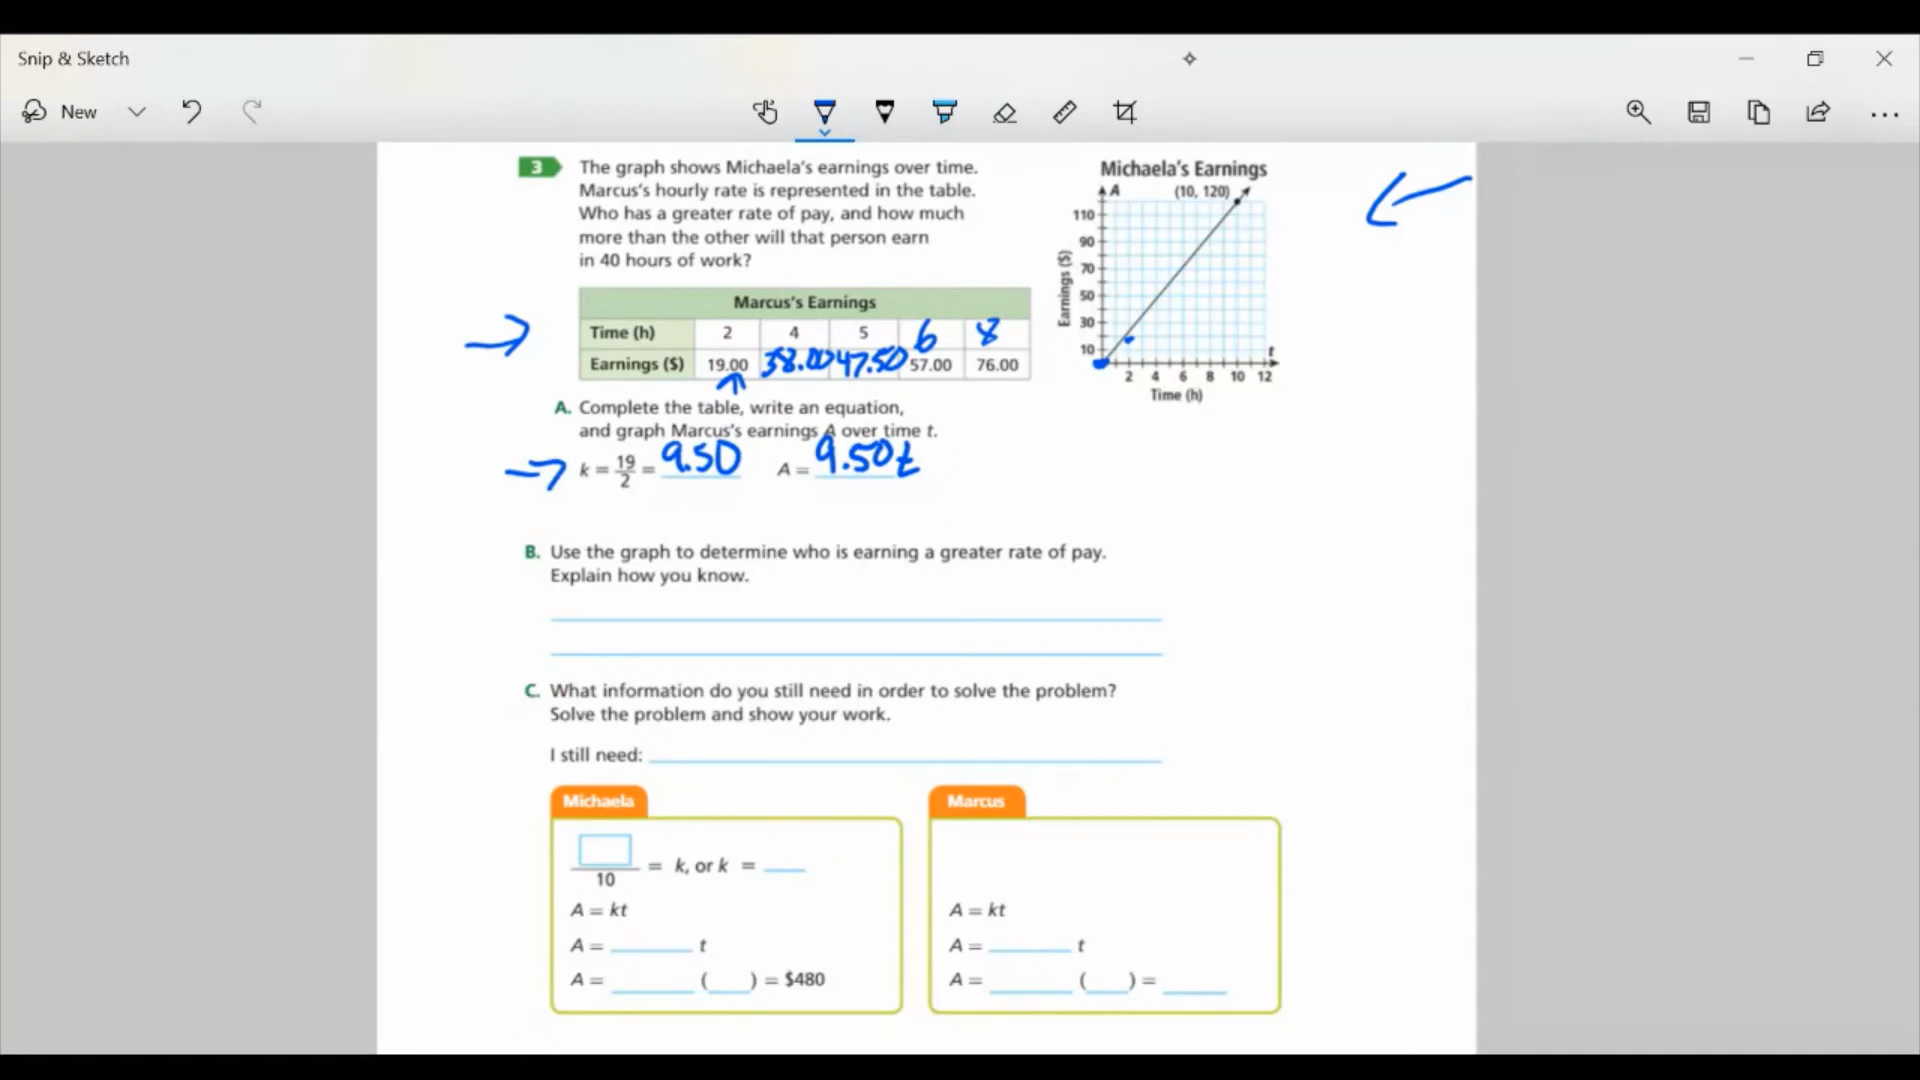 Snip & Sketch
New
3
The graph shows Michaela's earnings over time.
Marcus's hourly rate is represented in the table.
Who has a greater rate of pay, and how much
more than the other will that person earn
in 40 hours of work?
Marcus's Earnings
Time (h) 2 4 5 6 8
Earnings ($) 19.00 38.00 47.50 57.00 76.00
Michaela's Earnings
A (10, 120)
110
90
70
50
30
10
Earnings ($)
t
2 4 6 8 10 12
Time (h)
A. Complete the table, write an equation,
and graph Marcus's earnings A over time t.
k = 19/2 = 9.50 A = 9.50t
B. Use the graph to determine who is earning a greater rate of pay.
Explain how you know.
C. What information do you still need in order to solve the problem?
Solve the problem and show your work.
I still need:
Michaela
10 = k, or k =
A = kt
A = t
A = ( ) = $480
Marcus
A = kt
A = t
A = ( ) =